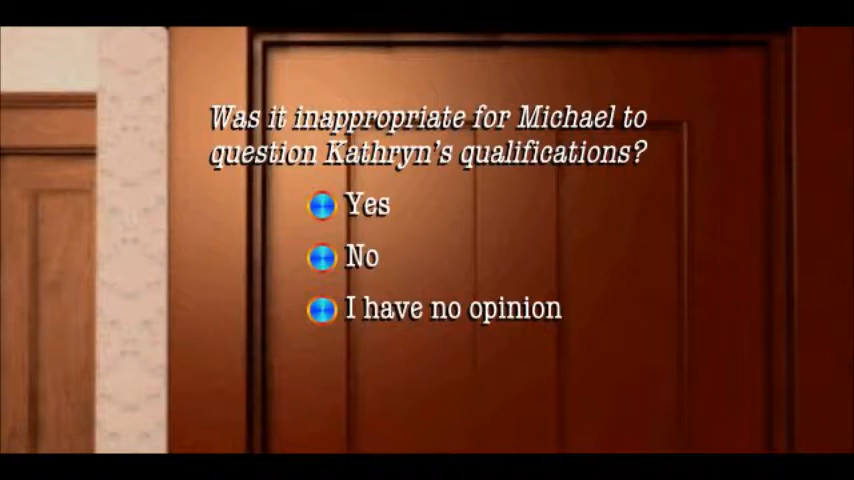 Was it inappropriate for Michael to
question Kathryn's qualifications?
Yes
No
I have no opinion